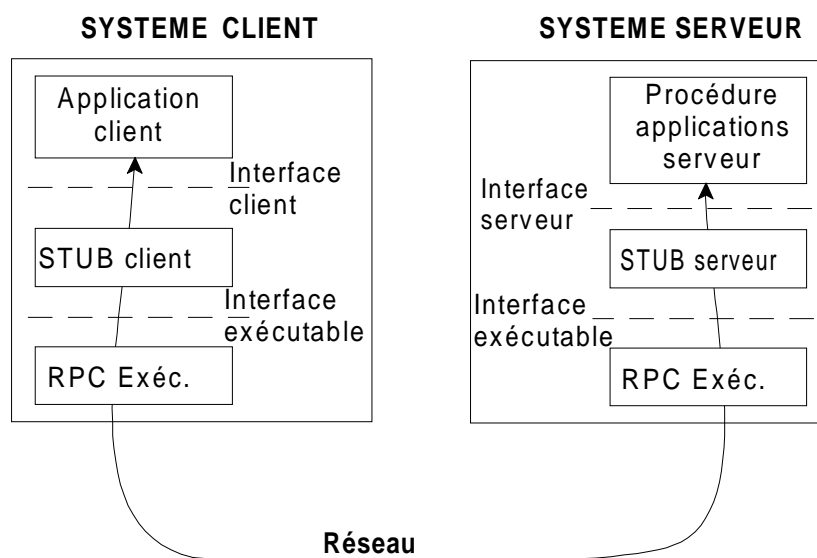 SYSTEME CLIENT
Application
client
Interface
client
STUB client
Interface
exécutable
RPC Exéc.
SYSTEME SERVEUR
Procédure
applications
serveur
Interface
serveur
STUB serveur
Interface
exécutable
RPC Exéc.
Réseau